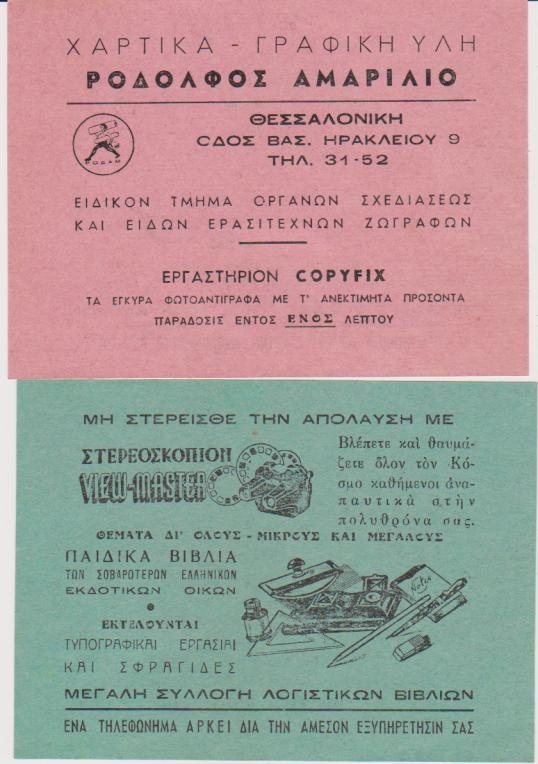 ΧΑΡΤΙΚΑ - ΓΡΑΦΙΚΗ ΥΛΗ
ΡΟΔΟΛΦΟΣ ΑΜΑΡΙΛΙΟ
ΘΕΣΣΑΛΟΝΙΚΗ
ΟΔΟΣ ΒΑΣ. ΗΡΑΚΛΕΙΟΥ 9
ΤΗΛ. 31-52
ΡΟΔΑΜ
ΕΙΔΙΚΟΝ ΤΜΗΜΑ ΟΡΓΑΝΩΝ ΣΧΕΔΙΑΣΕΩΣ
ΚΑΙ ΕΙΔΩΝ ΕΡΑΣΙΤΕΧΝΩΝ ΖΩΓΡΑΦΩΝ
ΕΡΓΑΣΤΗΡΙΟΝ COPYFIX
ΤΑ ΕΓΚΥΡΑ ΦΩΤΟΑΝΤΙΓΡΑΦΑ ΜΕ Τ' ΑΝΕΚΤΙΜΗΤΑ ΠΡΟΣΟΝΤΑ
ΠΑΡΑΔΟΣΙΣ ΕΝΤΟΣ ΕΝΟΣ ΛΕΠΤΟΥ
ΜΗ ΣΤΕΡΕΙΣΘΕ ΤΗΝ ΑΠΟΛΑΥΣΗ ΜΕ
ΣΤΕΡΕΟΣΚΟΠΙΟΝ
VIEW-MASTER
Βλέπετε καὶ θαυμά-
ζετε ὅλον τὸν Κό-
σμο καθήμενοι ἀνα-
παυτικὰ στὴν
πολυθρόνα σας.
ΘΕΜΑΤΑ ΔΙ' ΟΛΟΥΣ - ΜΙΚΡΟΥΣ ΚΑΙ ΜΕΓΑΛΟΥΣ
ΠΑΙΔΙΚΑ ΒΙΒΛΙΑ
ΤΩΝ ΣΟΒΑΡΟΤΕΡΩΝ ΕΛΛΗΝΙΚΩΝ
ΕΚΔΟΤΙΚΩΝ ΟΙΚΩΝ
Notes
ΕΚΤΕΛΟΥΝΤΑΙ
ΤΥΠΟΓΡΑΦΙΚΑΙ ΕΡΓΑΣΙΑΙ
ΚΑΙ ΣΦΡΑΓΙΔΕΣ
ΜΕΓΑΛΗ ΣΥΛΛΟΓΗ ΛΟΓΙΣΤΙΚΩΝ ΒΙΒΛΙΩΝ
ΕΝΑ ΤΗΛΕΦΩΝΗΜΑ ΑΡΚΕΙ ΔΙΑ ΤΗΝ ΑΜΕΣΟΝ ΕΞΥΠΗΡΕΤΗΣΙΝ ΣΑΣ